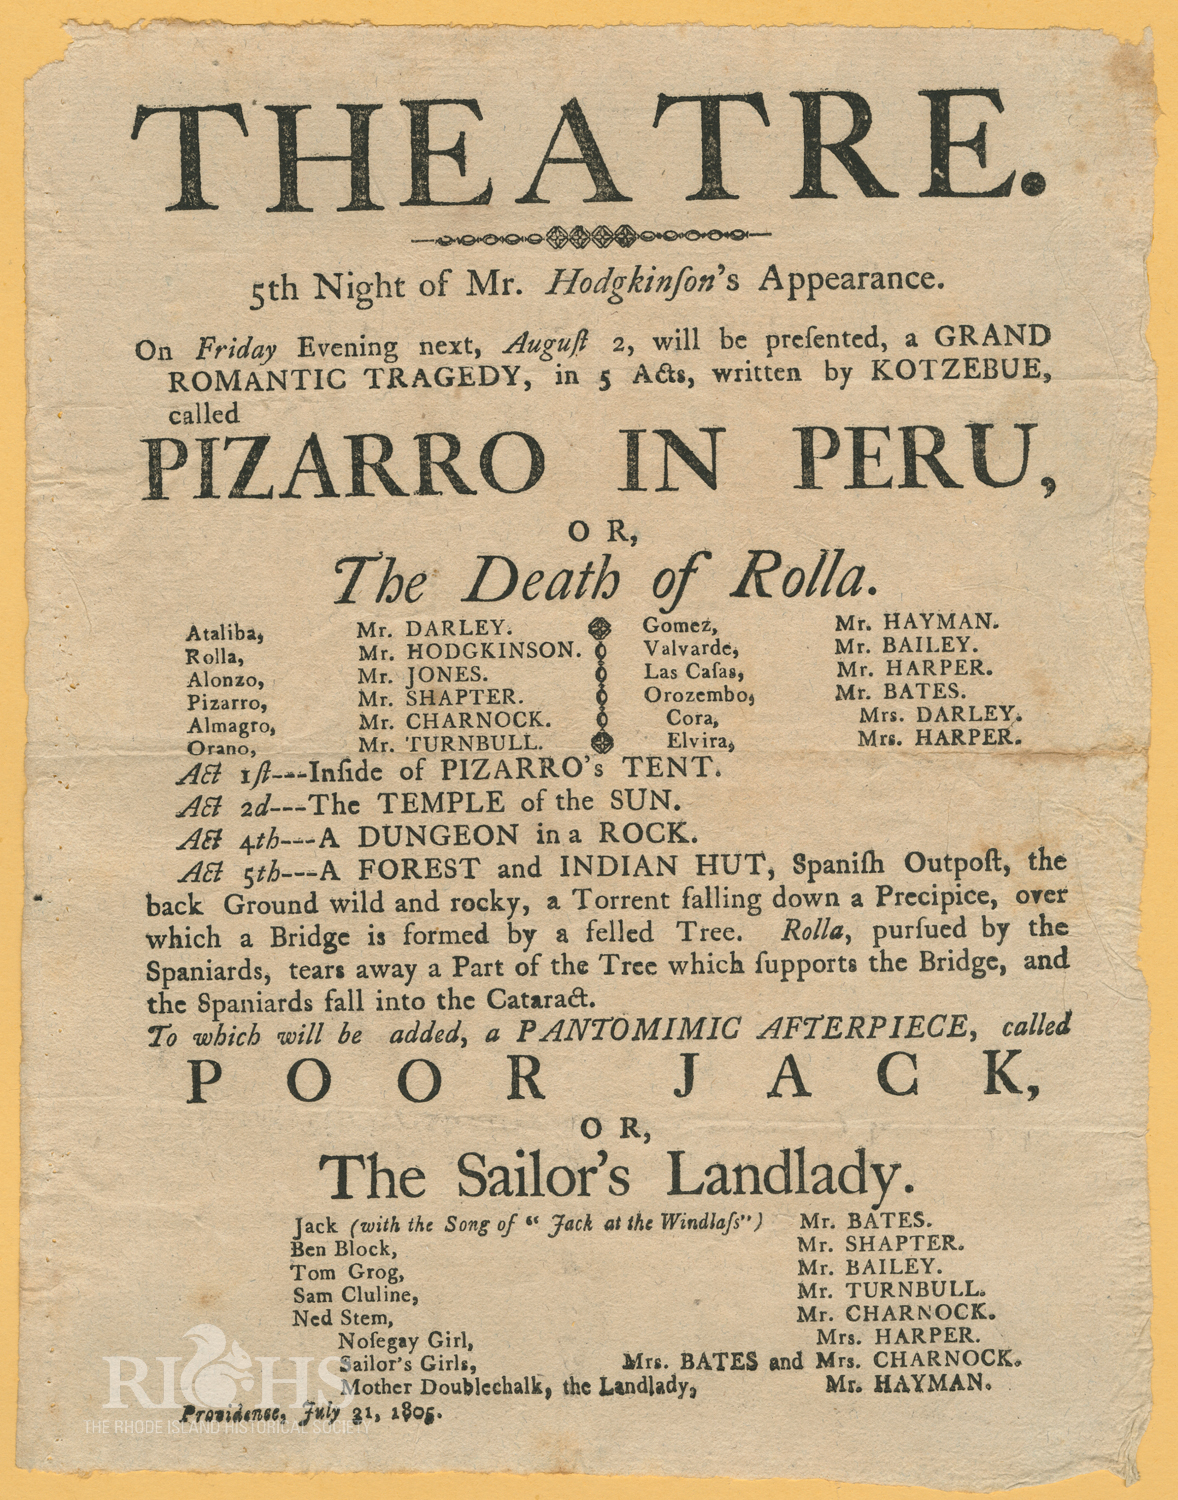 THEATRE.
5th Night of Mr. Hodgkinſon's Appearance.
On Friday Evening next, Auguſt 2, will be preſented, a GRAND
ROMANTIC TRAGEDY, in 5 Acts, written by KOTZEBUE,
called
PIZARRO IN PERU,
OR,
The Death of Rolla.
Ataliba, Mr. DARLEY. Gomez, Mr. HAYMAN.
Rolla, Mr. HODGKINSON. Valvarde, Mr. BAILEY.
Alonzo, Mr. JONES. Las Caſas, Mr. HARPER.
Pizarro, Mr. SHAPTER. Orozembo, Mr. BATES.
Almagro, Mr. CHARNOCK. Cora, Mrs. DARLEY.
Orano, Mr. TURNBULL. Elvira, Mrs. HARPER.
Act 1ſt---Inſide of PIZARRO's TENT.
Act 2d---The TEMPLE of the SUN.
Act 4th---A DUNGEON in a ROCK.
Act 5th---A FOREST and INDIAN HUT, Spaniſh Outpoſt, the
back Ground wild and rocky, a Torrent falling down a Precipice, over
which a Bridge is formed by a felled Tree. Rolla, purſued by the
Spaniards, tears away a Part of the Tree which ſupports the Bridge, and
the Spaniards fall into the Cataract.
To which will be added, a PANTOMIMIC AFTERPIECE, called
POOR JACK,
OR,
The Sailor's Landlady.
Jack (with the Song of “ Jack at the Windlaſs”) Mr. BATES.
Ben Block, Mr. SHAPTER.
Tom Grog, Mr. BAILEY.
Sam Cluline, Mr. TURNBULL.
Ned Stem, Mr. CHARNOCK.
Noſegay Girl, Mrs. HARPER.
Sailor's Girls, Mrs. BATES and Mrs. CHARNOCK.
Mother Doublechalk, the Landlady, Mr. HAYMAN.
Providence, July 31, 1805.
RIHS
THE RHODE ISLAND HISTORICAL SOCIETY